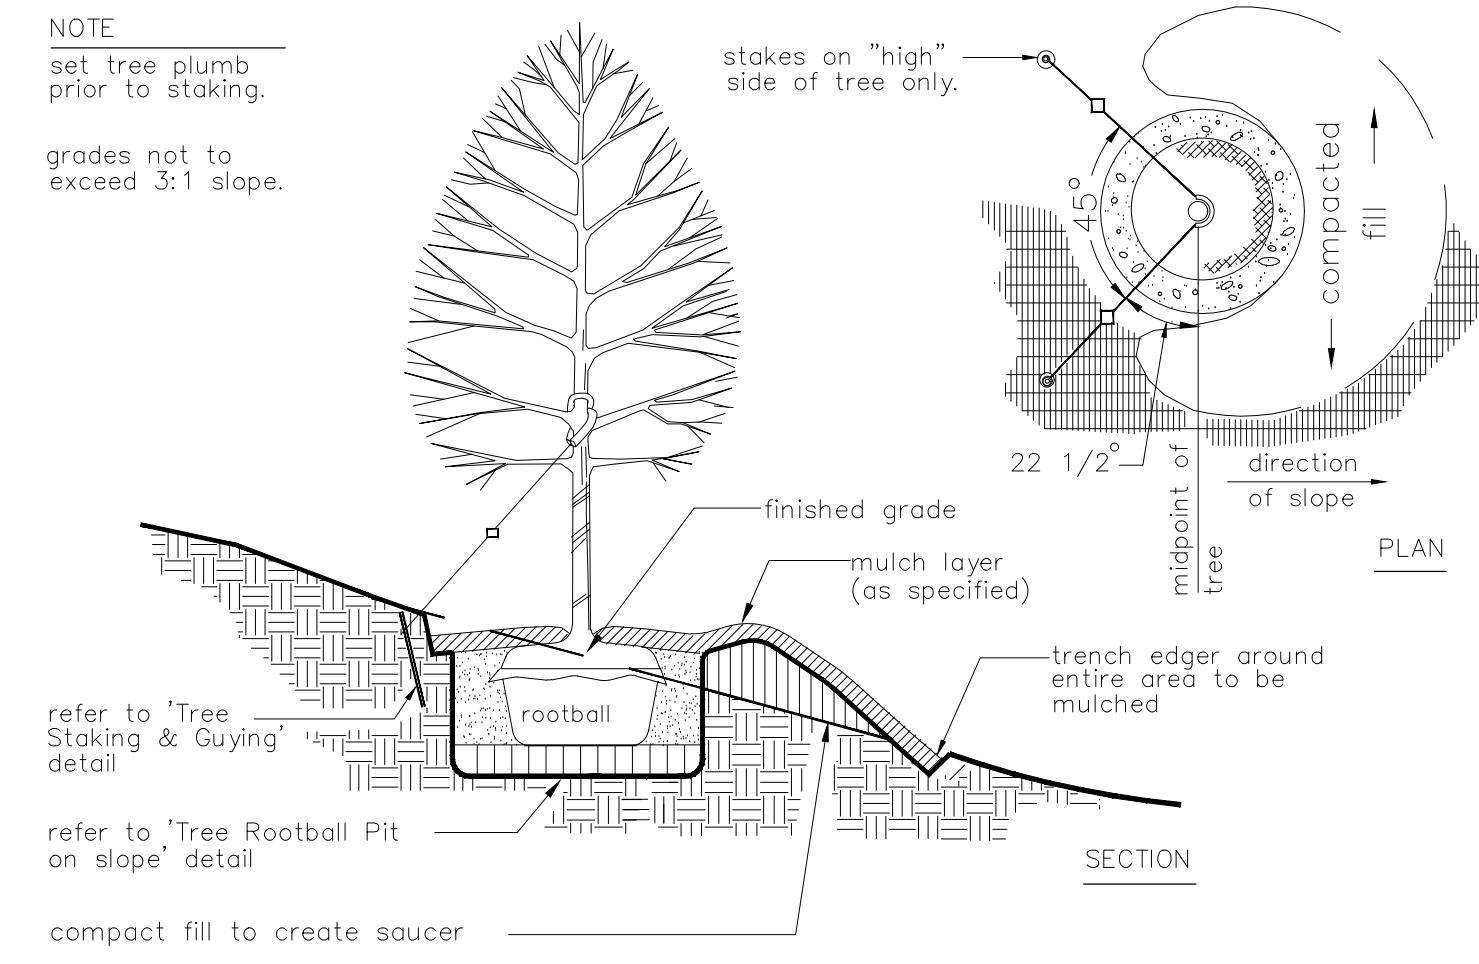 NOTE
set tree plumb
prior to staking.
grades not to
exceed 3:1 slope.
stakes on "high"
side of tree only.
45°
compacted
fill
22 1/2°
midpoint of
tree
direction
of slope
PLAN
finished grade
mulch layer
(as specified)
trench edger around
entire area to be
mulched
rootball
refer to 'Tree
Staking & Guying'
detail
refer to 'Tree Rootball Pit
on slope' detail
SECTION
compact fill to create saucer